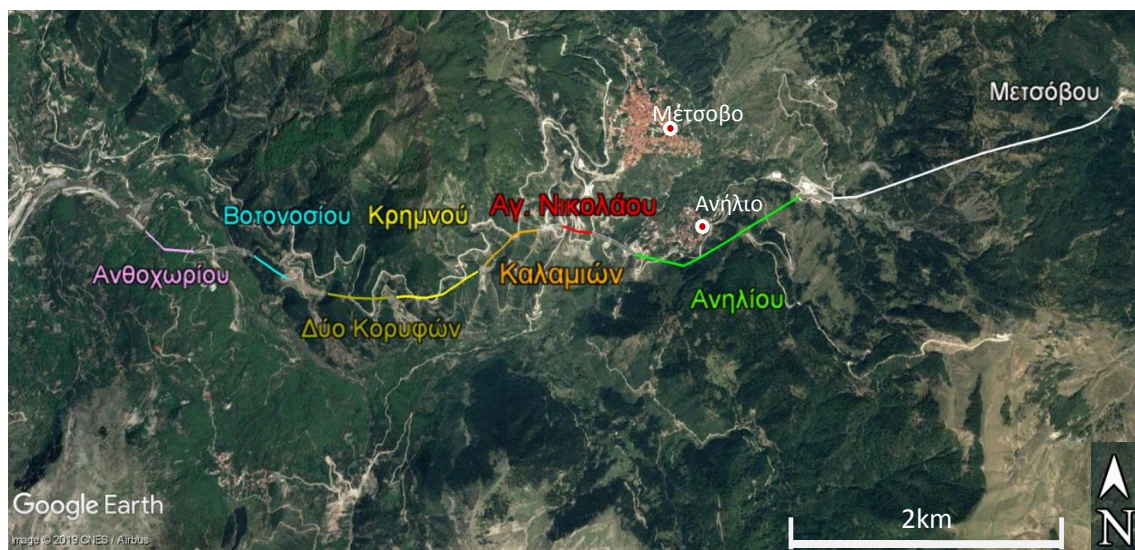 Μετσόβου
Μέτσοβο
Αγ. Νικολάου
Ανήλιο
Βοτονοσίου
Κρημνού
Ανθοχωρίου
Καλαμιών
Ανηλίου
Δύο Κορυφών
Google Earth
2km
N
Image © 2019 CNES / Airbus